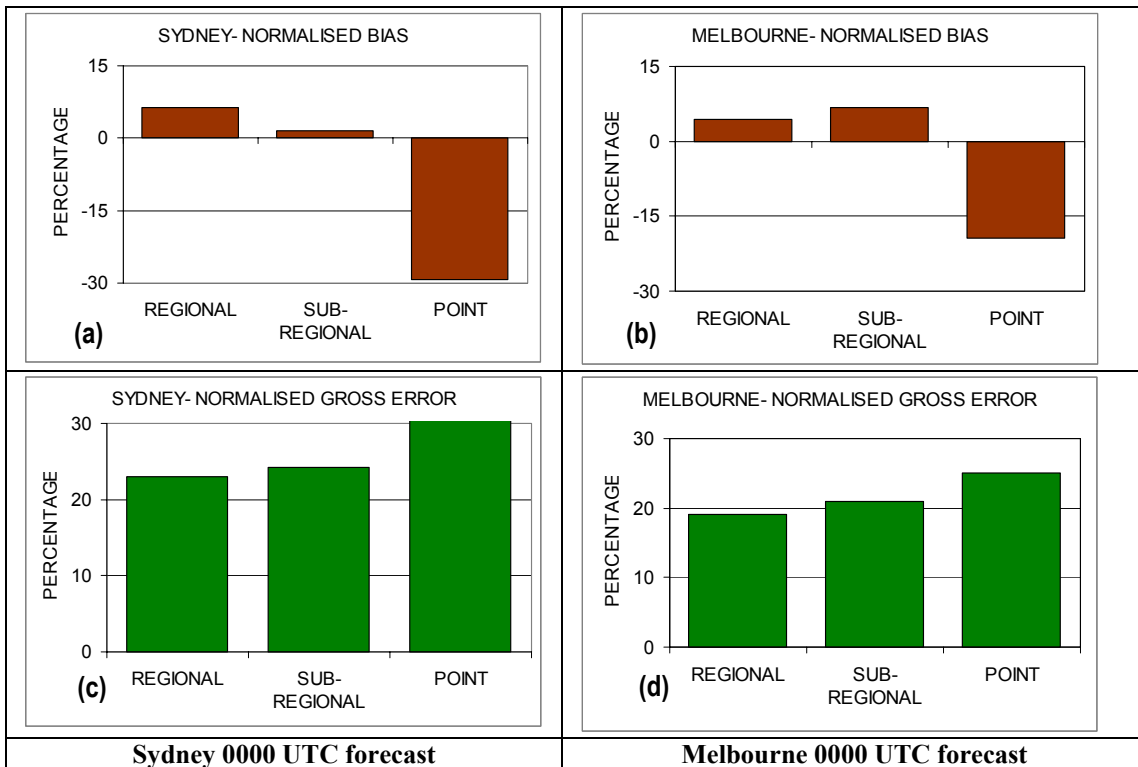 SYDNEY- NORMALISED BIAS
15
0
-15
-30
PERCENTAGE
REGIONAL
SUB-
REGIONAL
POINT
(a)
MELBOURNE- NORMALISED BIAS
15
0
-15
-30
PERCENTAGE
REGIONAL
SUB-
REGIONAL
POINT
(b)
SYDNEY- NORMALISED GROSS ERROR
30
20
10
0
PERCENTAGE
REGIONAL
SUB-
REGIONAL
POINT
(c)
MELBOURNE- NORMALISED GROSS ERROR
30
20
10
0
PERCENTAGE
REGIONAL
SUB-
REGIONAL
POINT
(d)
Sydney 0000 UTC forecast
Melbourne 0000 UTC forecast